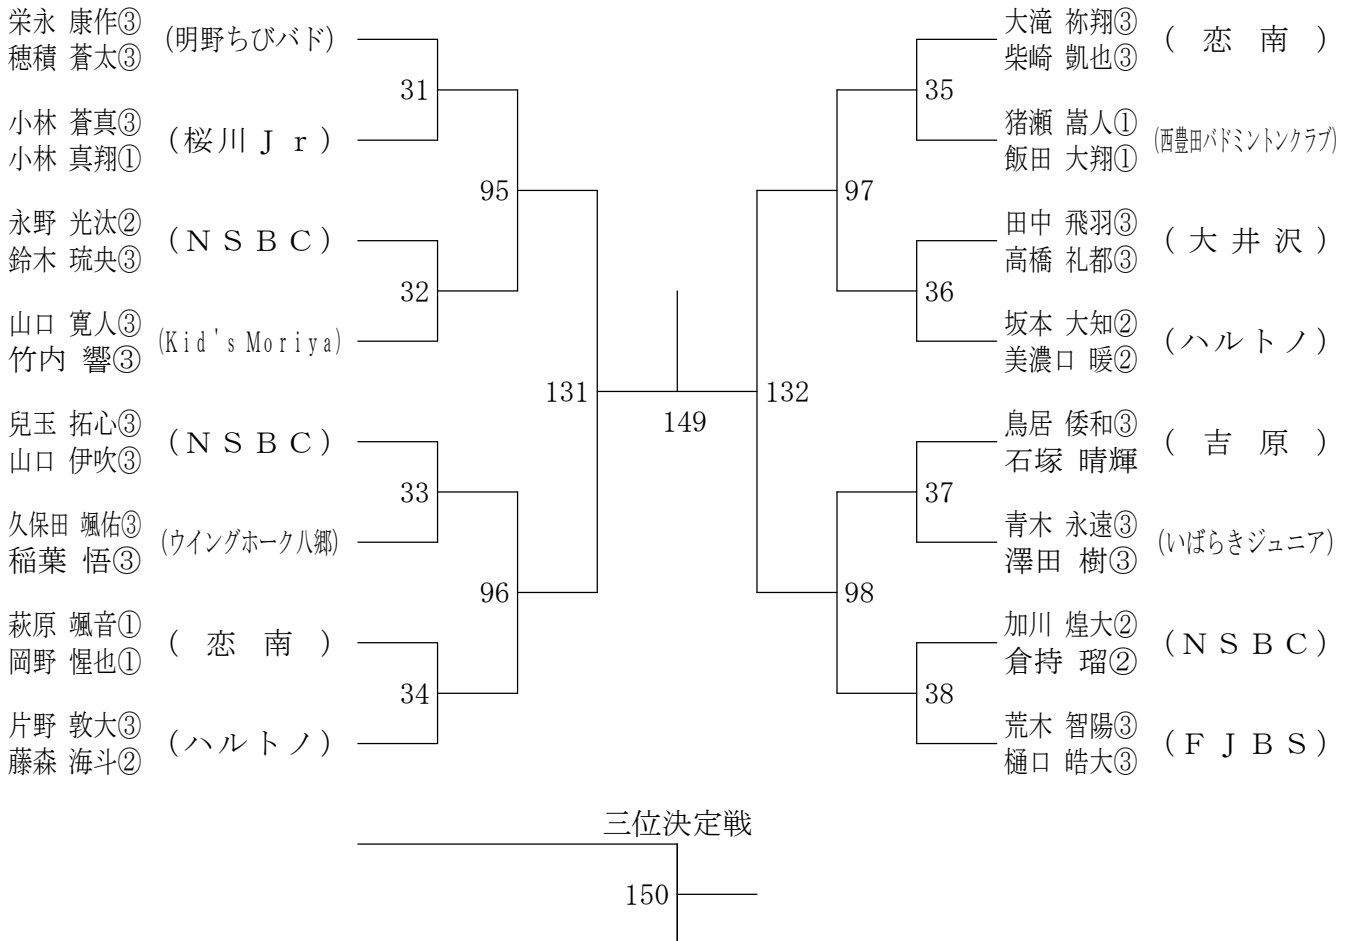 栄永 康作③
穂積 蒼太③
(明野ちびバド)
31
小林 蒼真③
小林 真翔①
(桜川Jr)
95
永野 光汰②
鈴木 琉央③
(NSBC)
32
山口 寛人③
竹内 響③
(Kid's Moriya)
131
兒玉 拓心③
山口 伊吹③
(NSBC)
33
久保田 颯佑③
稲葉 悟③
(ウイングホーク八郷)
96
萩原 颯音①
岡野 惺也①
(恋南)
34
片野 敦大③
藤森 海斗②
(ハルトノ)
149
大滝 祢翔③
柴崎 凱也③
(恋南)
35
猪瀬 嵩人①
飯田 大翔①
(西豊田バドミントンクラブ)
97
田中 飛羽③
高橋 礼都③
(大井沢)
36
坂本 大知②
美濃口 暖②
(ハルトノ)
132
鳥居 倭和③
石塚 晴輝
(吉原)
37
青木 永遠③
澤田 樹③
(いばらきジュニア)
98
加川 煌大②
倉持 瑠②
(NSBC)
38
荒木 智陽③
樋口 皓大③
(FJBS)
三位決定戦
150